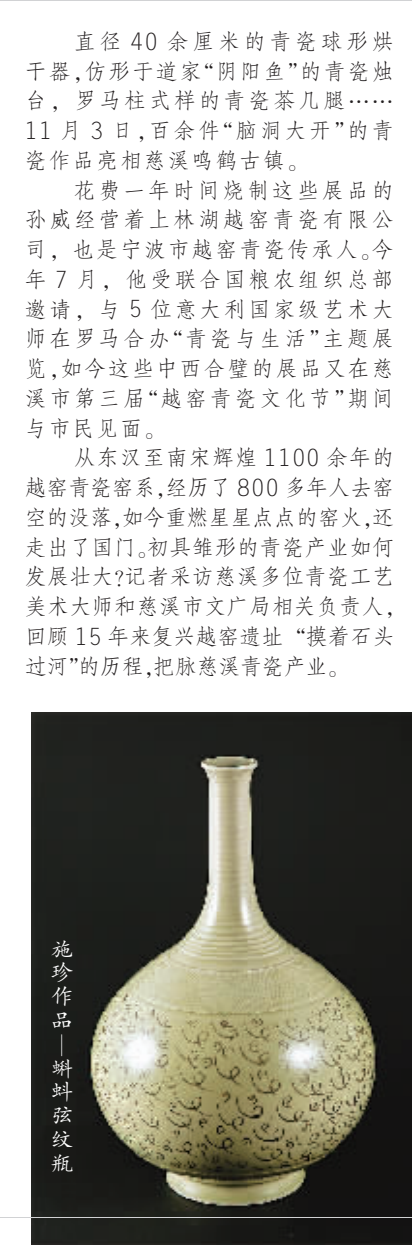 直径 40 余厘米的青瓷球形烘
干器,仿形于道家“阴阳鱼”的青瓷烛
台，罗马柱式样的青瓷茶几腿……
11 月 3 日,百余件“脑洞大开”的青
瓷作品亮相慈溪鸣鹤古镇。
花费一年时间烧制这些展品的
孙威经营着上林湖越窑青瓷有限公
司，也是宁波市越窑青瓷传承人。今
年 7 月，他受联合国粮农组织总部
邀请，与 5 位意大利国家级艺术大
师在罗马合办“青瓷与生活”主题展
览,如今这些中西合璧的展品又在慈
溪市第三届“越窑青瓷文化节”期间
与市民见面。
从东汉至南宋辉煌 1100 余年的
越窑青瓷窑系,经历了 800 多年人去窑
空的没落,如今重燃星星点点的窑火,还
走出了国门。初具雏形的青瓷产业如何
发展壮大?记者采访慈溪多位青瓷工艺
美术大师和慈溪市文广局相关负责人,
回顾 15 年来复兴越窑遗址 “摸着石头
过河”的历程,把脉慈溪青瓷产业。
施珍作品—蝌蚪弦纹瓶